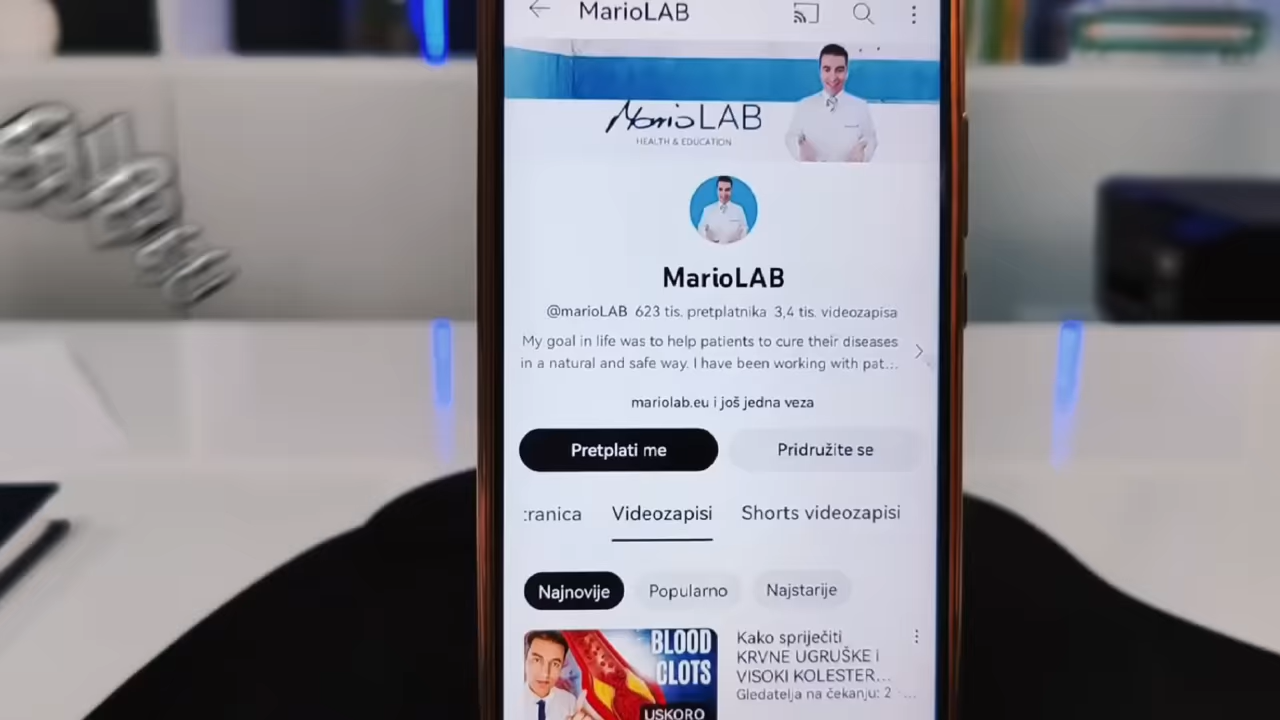 MarioLAB
MarioLAB
HEALTH & EDUCATION
MarioLAB
@marioLAB 623 tis. pretplatnika 3,4 tis. videozapisa
My goal in life was to help patients to cure their diseases
in a natural and safe way. I have been working with pat...
mariolab.eu i još jedna veza
Pretplati me
Pridružite se
:ranica
Videozapisi
Shorts videozapisi
Najnovije
Popularno
Najstarije
BLOOD
CLOTS
USKORO
Kako spriječiti
KRVNE UGRUŠKE I
VISOKI KOLESTER...
Gledatelja na čekanju: 2 · ...